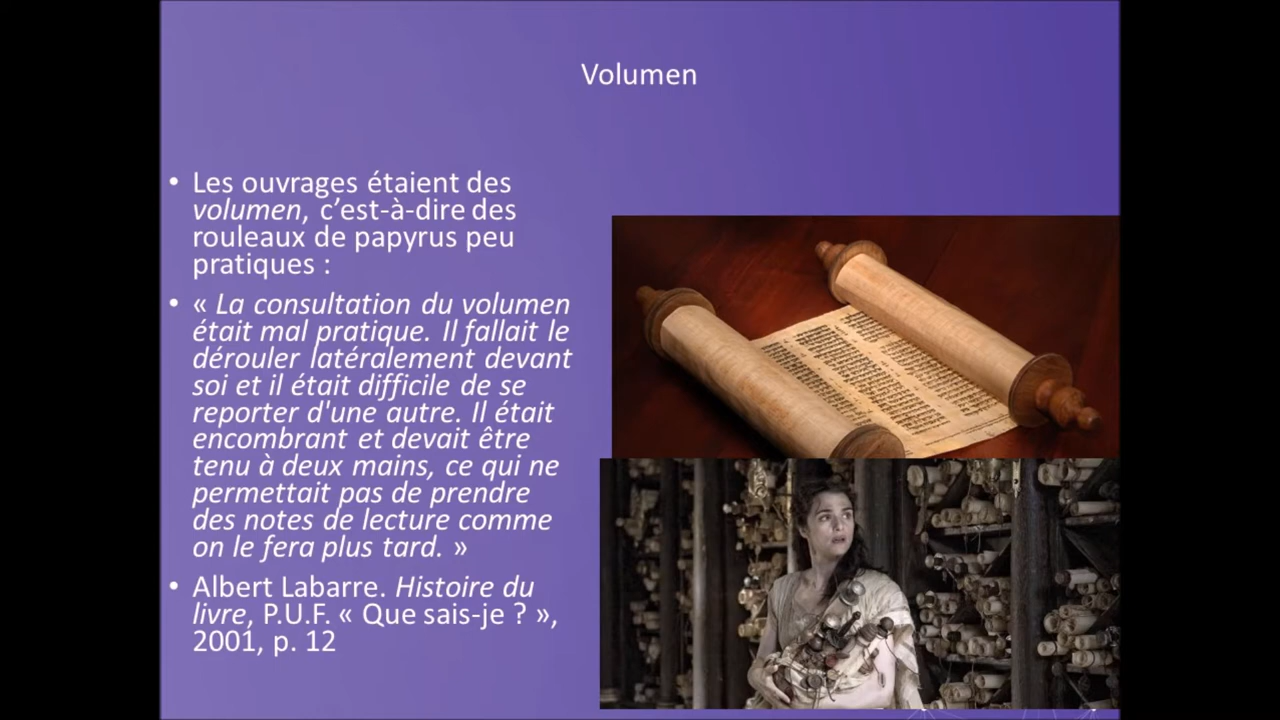 Volumen
• Les ouvrages étaient des
volumen, c’est-à-dire des
rouleaux de papyrus peu
pratiques :
• « La consultation du volumen
était mal pratique. Il fallait le
dérouler latéralement devant
soi et il était difficile de se
reporter d'une autre. Il était
encombrant et devait être
tenu à deux mains, ce qui ne
permettait pas de prendre
des notes de lecture comme
on le fera plus tard. »
• Albert Labarre. Histoire du
livre, P.U.F. « Que sais-je ? »,
2001, p. 12